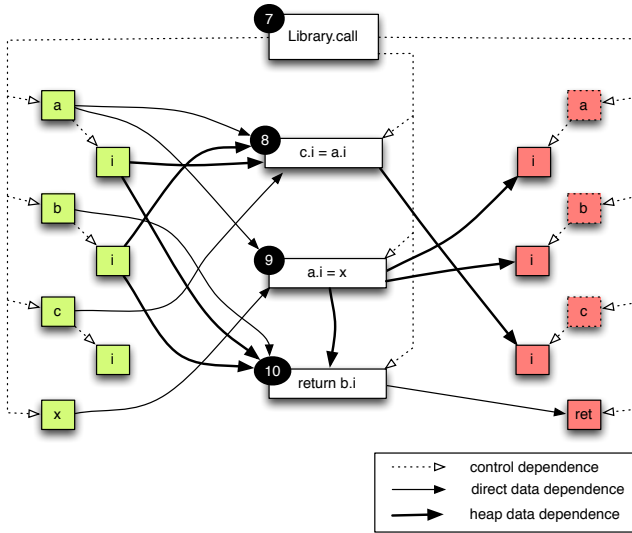 7
Library.call
a
a
8
c.i = a.i
i
i
b
b
9
a.i = x
i
i
c
c
i
i
10
return b.i
x
ret
control dependence
direct data dependence
heap data dependence